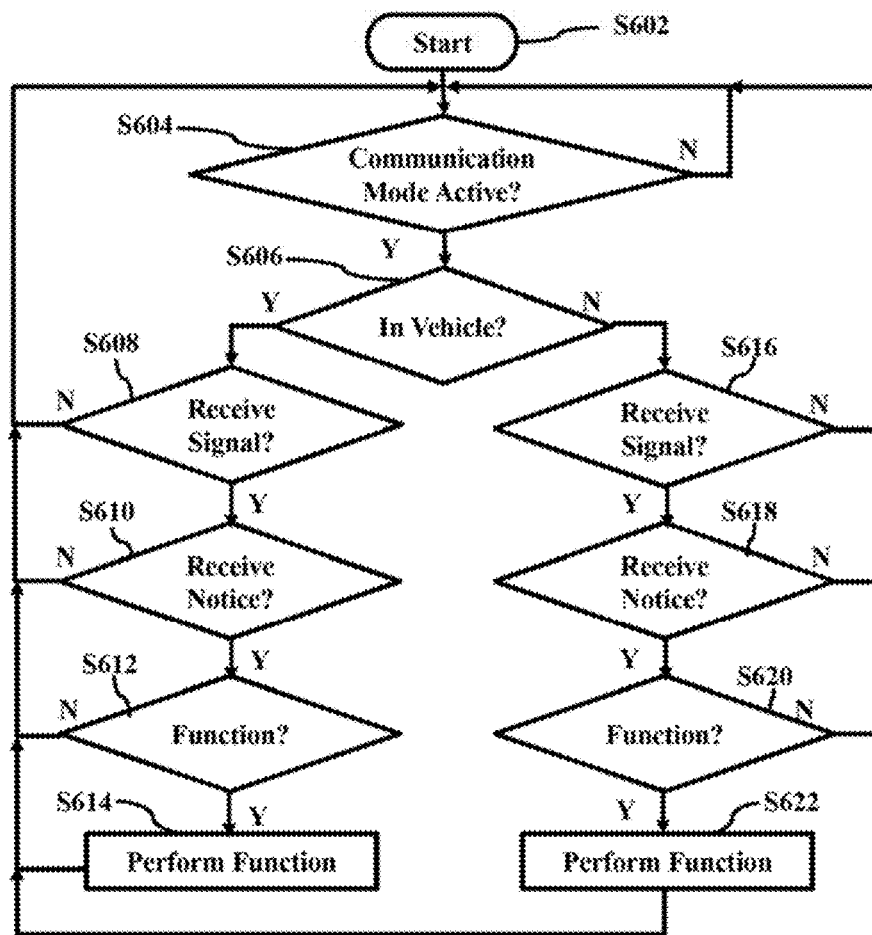 Start
S602
S604
Communication
Mode Active?
N
Y
S606
Y
In Vehicle?
N
S608
N
Receive
Signal?
Y
S616
Receive
Signal?
N
Y
S610
N
Receive
Notice?
Y
S618
Receive
Notice?
N
Y
S612
N
Function?
Y
S620
Function?
N
Y
S614
Perform Function
S622
Perform Function